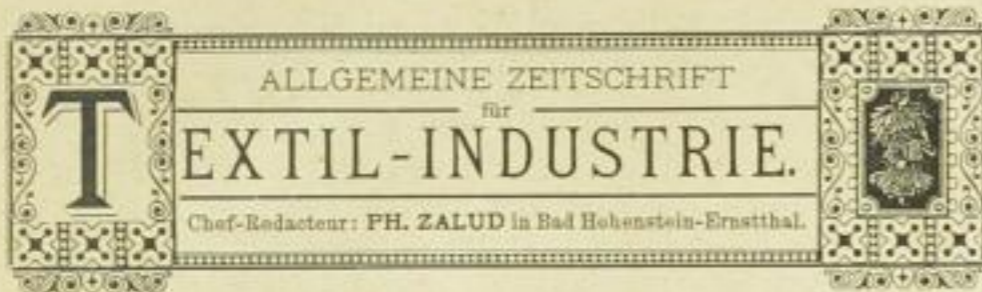 ALLGEMEINE ZEITSCHRIFT
für
TEXTIL-INDUSTRIE.
Chef-Redacteur: PH. ZALUD in Bad Hohenstein-Ernstthal.